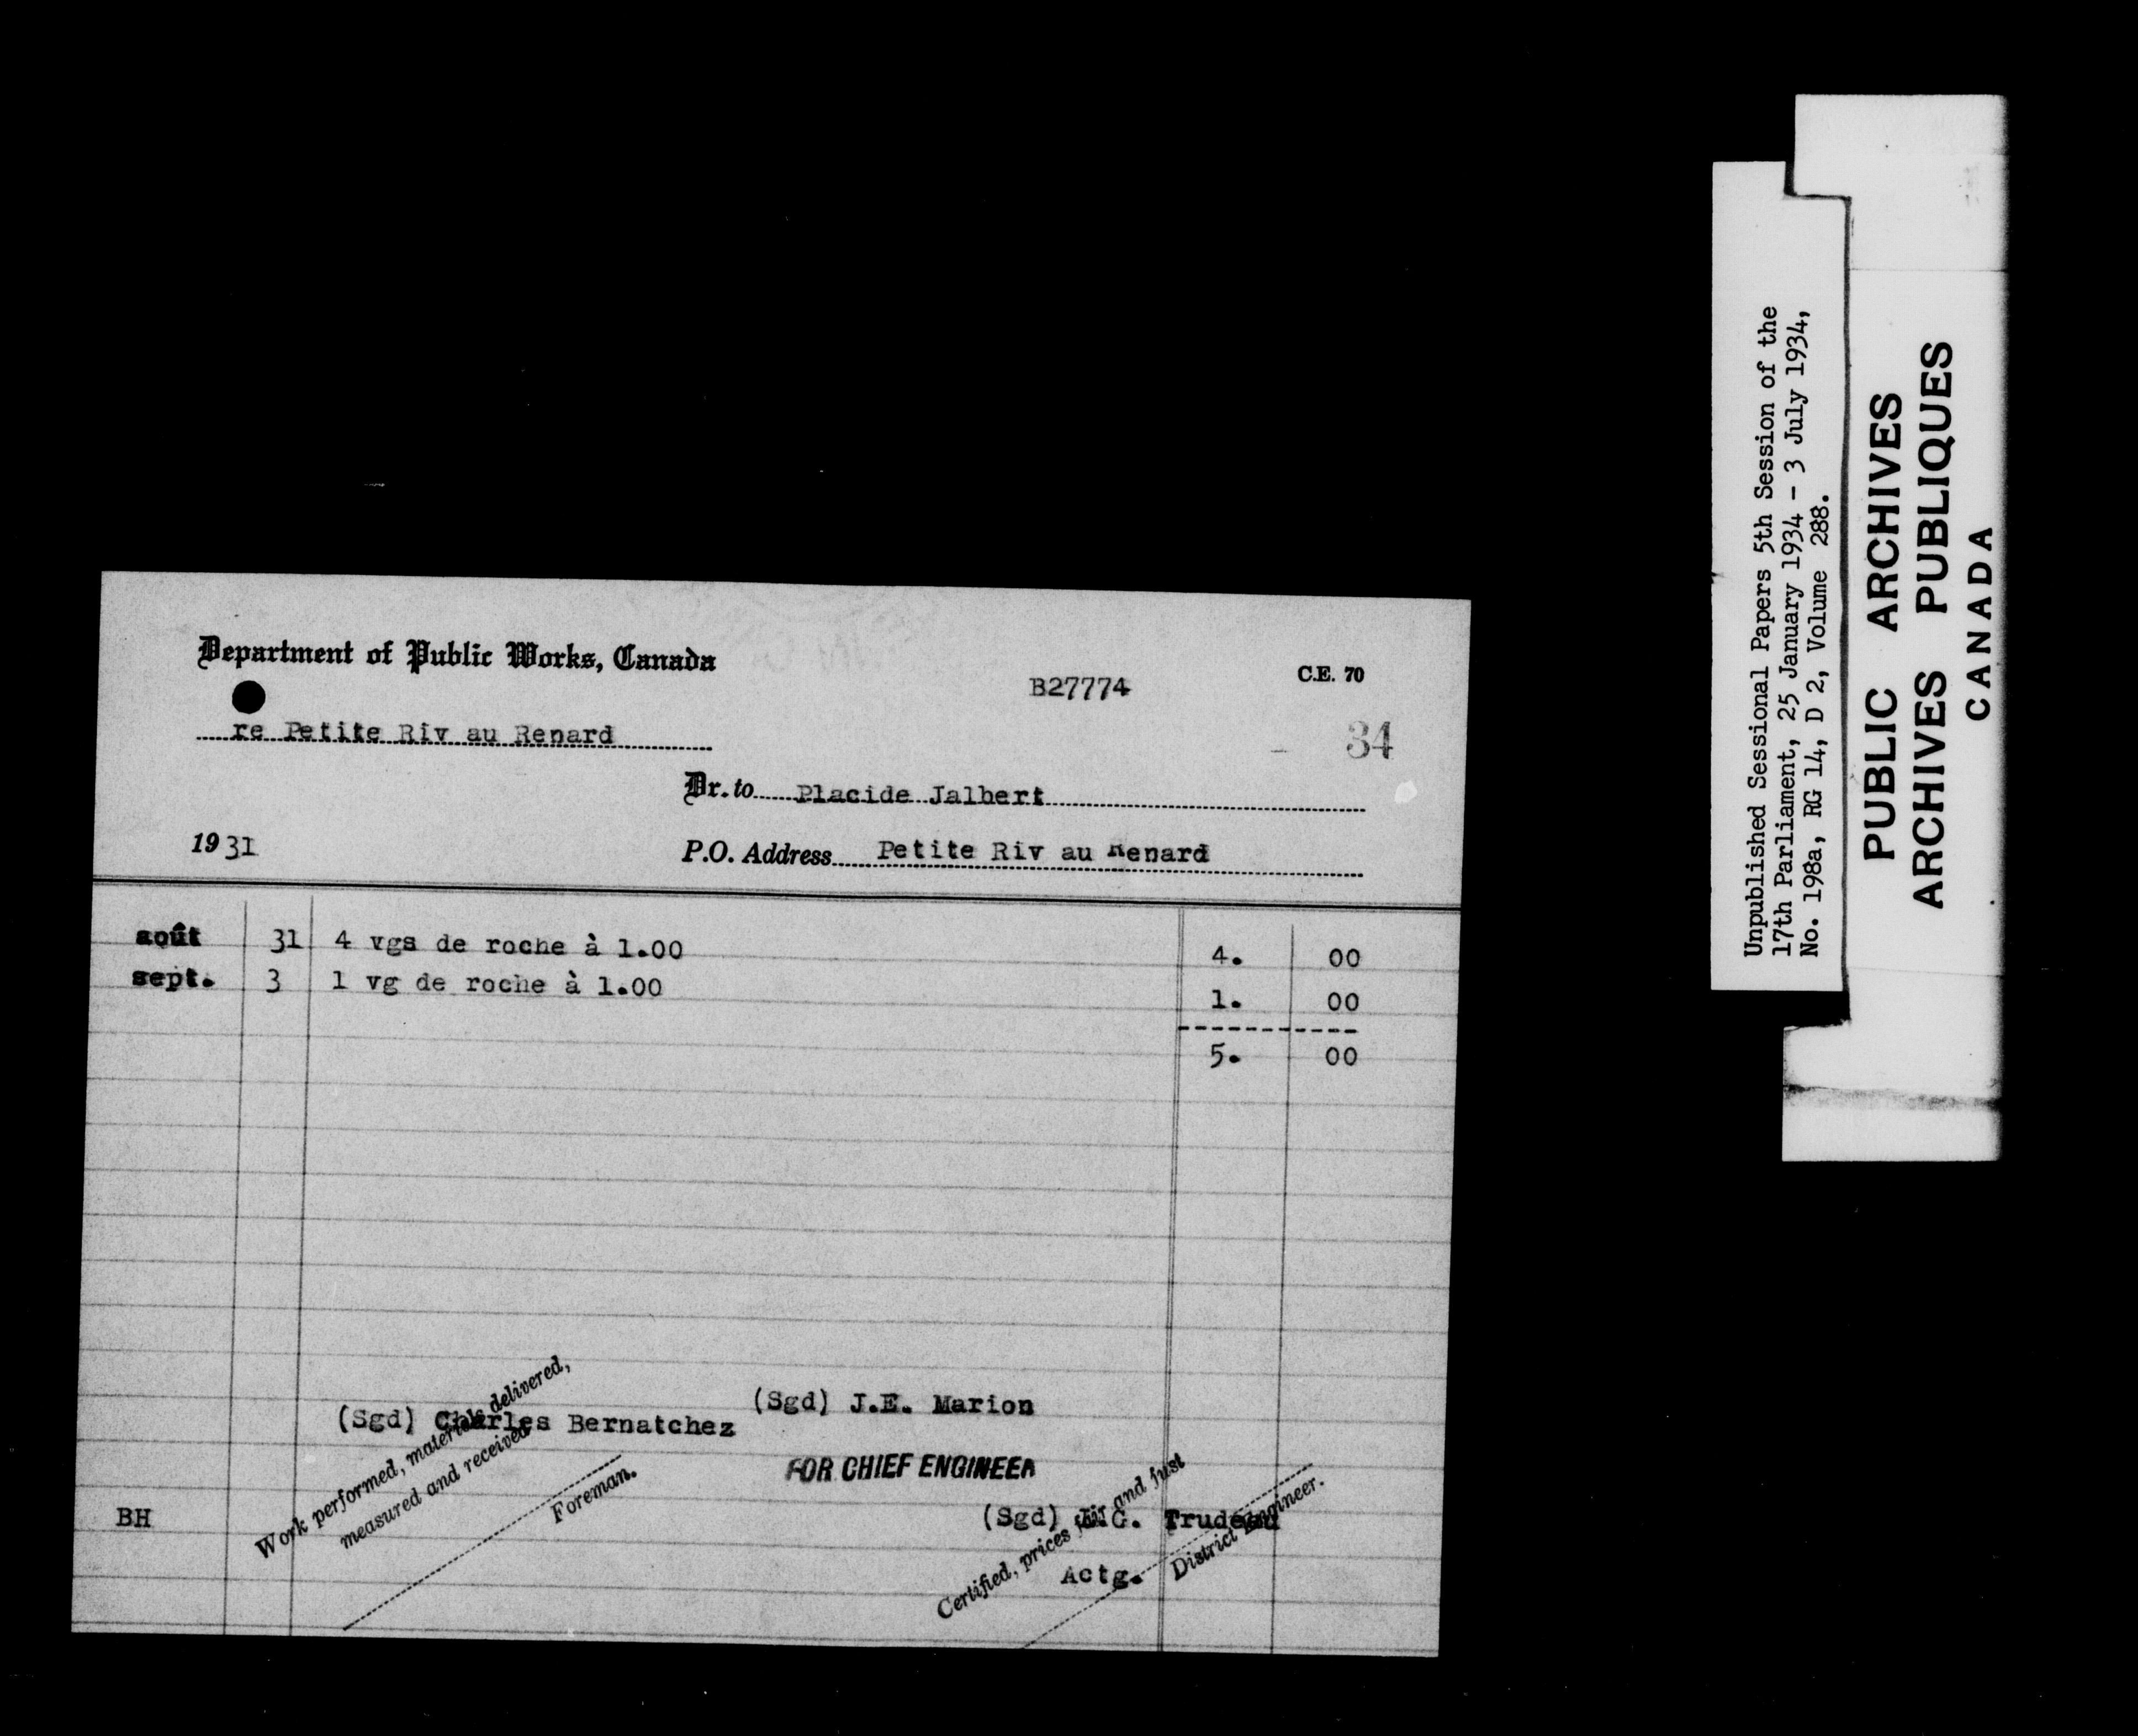 Department of Public Works, Canada
B27774
C.E. 70
re Petite Riv au Renard
34
Dr. to Placide Jalbert
1931
P.O. Address Petite Riv au Renard
août 31 4 vgs de roche à 1.00 4. 00
sept. 3 1 vg de roche à 1.00 1. 00
5. 00
(Sgd) J.E. Marion
(Sgd) Charles Bernatchez
Work performed, materials delivered,
measured and received
Foreman.
FOR CHIEF ENGINEER
BH
(Sgd) G. Trudeau
Certified, prices fair and just
Actg.
District Engineer.
Unpublished Sessional Papers 5th Session of the
17th Parliament, 25 January 1934 - 3 July 1934,
No. 198a, RG 14, D 2, Volume 288.
PUBLIC ARCHIVES
ARCHIVES PUBLIQUES
CANADA